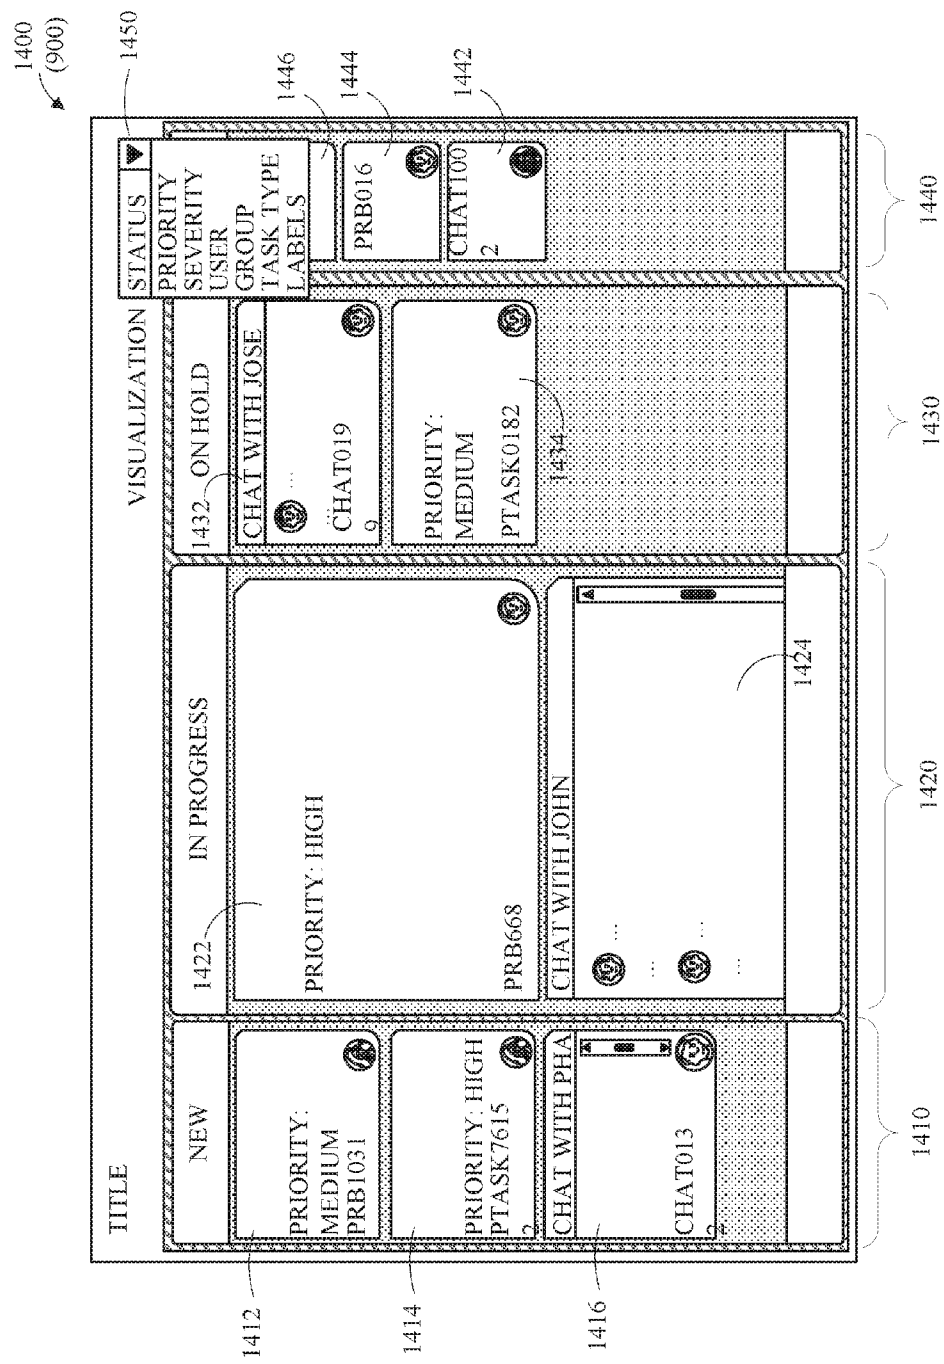 1400
(900)
TITLE
VISUALIZATION
STATUS
1450
PRIORITY
SEVERITY
USER
GROUP
TASK TYPE
LABELS
NEW
1412
PRIORITY:
MEDIUM
PRB1031
1414
PRIORITY: HIGH
PTASK7615
2
CHAT WITH PHA
1416
CHAT013
2
1410
IN PROGRESS
1422
PRIORITY: HIGH
PRB668
CHAT WITH JOHN
...
...
...
...
1424
1420
ON HOLD
1432
CHAT WITH JOSE
...
...
CHAT019
9
PRIORITY:
MEDIUM
PTASK0182
1434
1430
1446
PRB016
1444
CHAT100
2
1442
1440